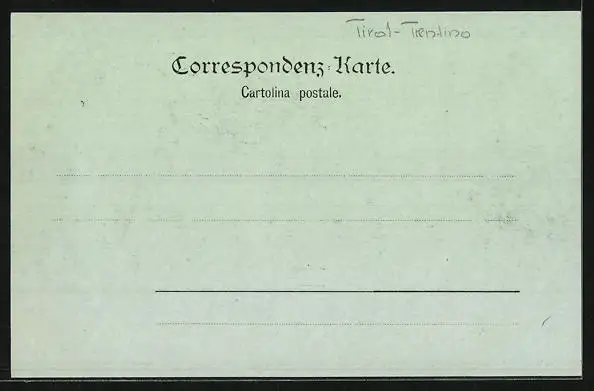 Tirol-Trentino
Correspondenz-Karte.
Cartolina postale.